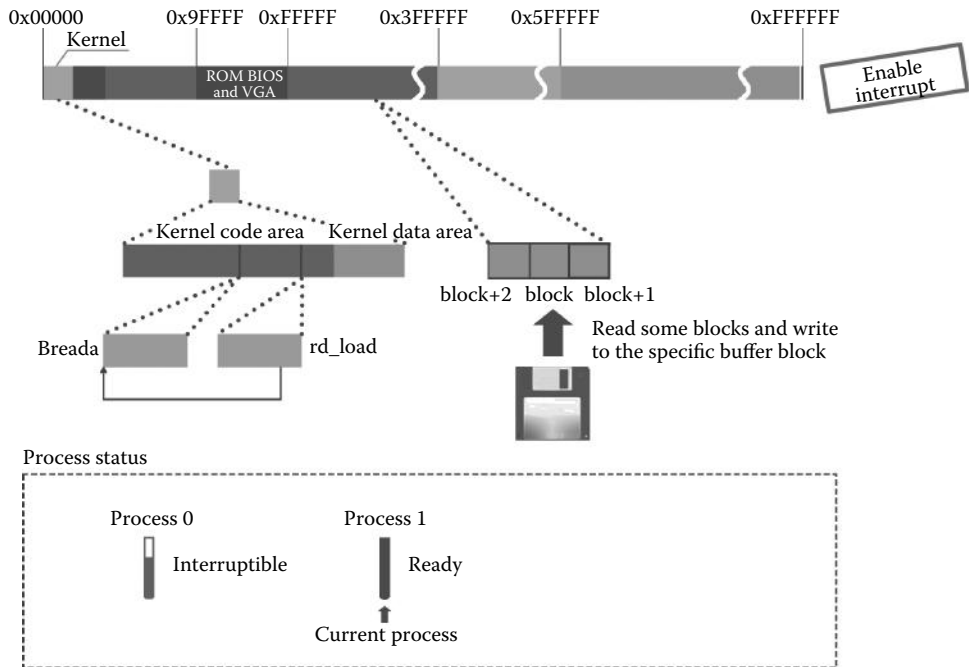 0x00000 0x9FFFF 0xFFFFF 0x3FFFFF 0x5FFFFF 0xFFFFFF
Kernel
ROM BIOS
and VGA
Enable
interrupt
Kernel code area Kernel data area
block+2 block block+1
Breada rd_load
Read some blocks and write
to the specific buffer block
Process status
Process 0 Process 1
Interruptible Ready
Current process